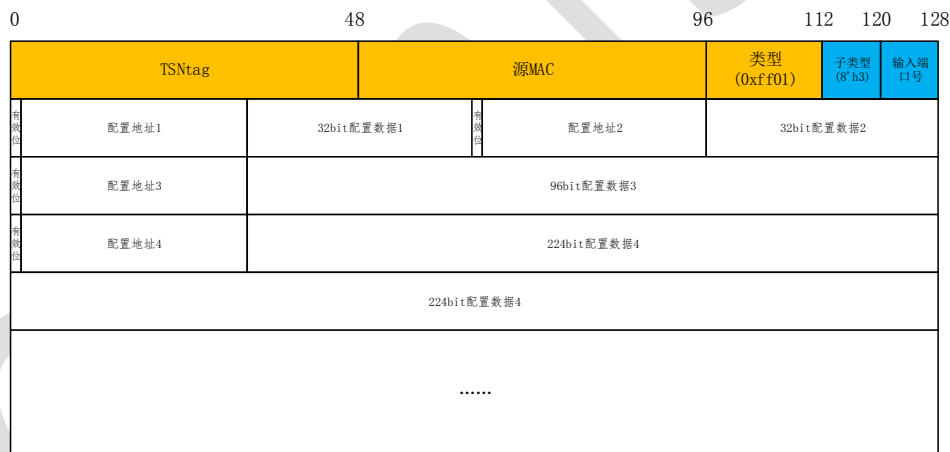 0 48 96 112 120 128
TSNtag 源MAC 类型 子类型 输入端
(0xff01) (8'h3) 口号
有效位 配置地址1 32bit配置数据1 有效位 配置地址2 32bit配置数据2
有效位 配置地址3 96bit配置数据3
有效位 配置地址4 224bit配置数据4
224bit配置数据4
……